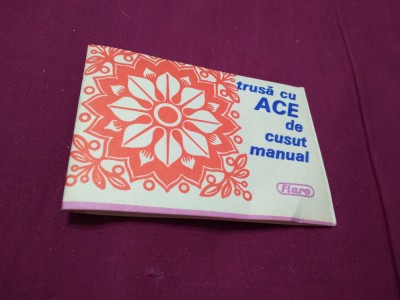 trusă cu
ACE
de
cusut
manual
Flaro